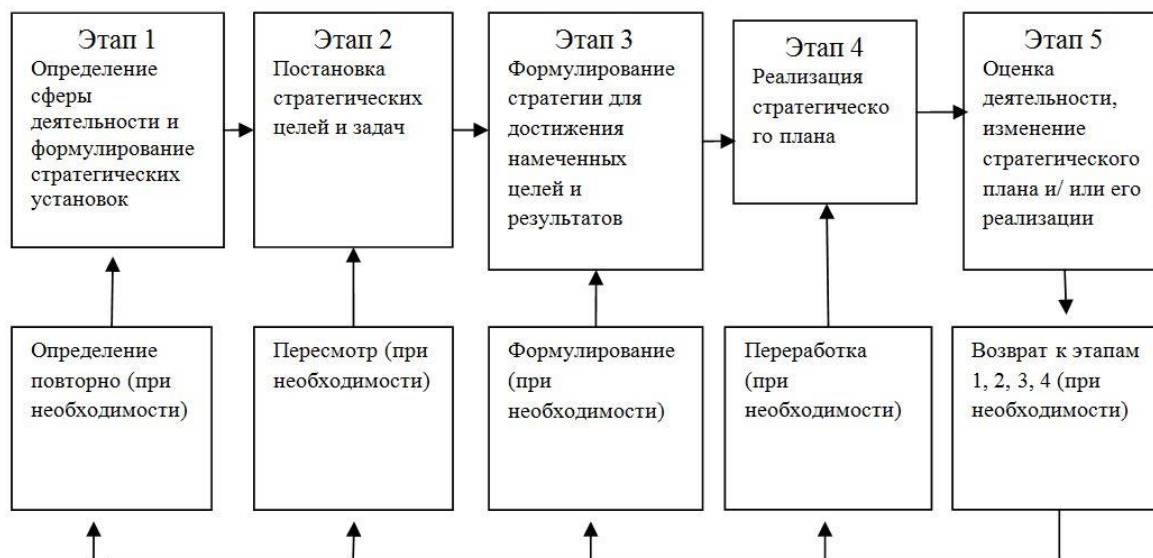 Этап 1
Определение
сферы
деятельности и
формулирование
стратегических
установок
Этап 2
Постановка
стратегических
целей и задач
Этап 3
Формулирование
стратегии для
достижения
намеченных
целей и
результатов
Этап 4
Реализация
стратегическо
го плана
Этап 5
Оценка
деятельности,
изменение
стратегического
плана и/ или его
реализации
Определение
повторно (при
необходимости)
Пересмотр (при
необходимости)
Формулирование
(при
необходимости)
Переработка
(при
необходимости)
Возврат к этапам
1, 2, 3, 4 (при
необходимости)